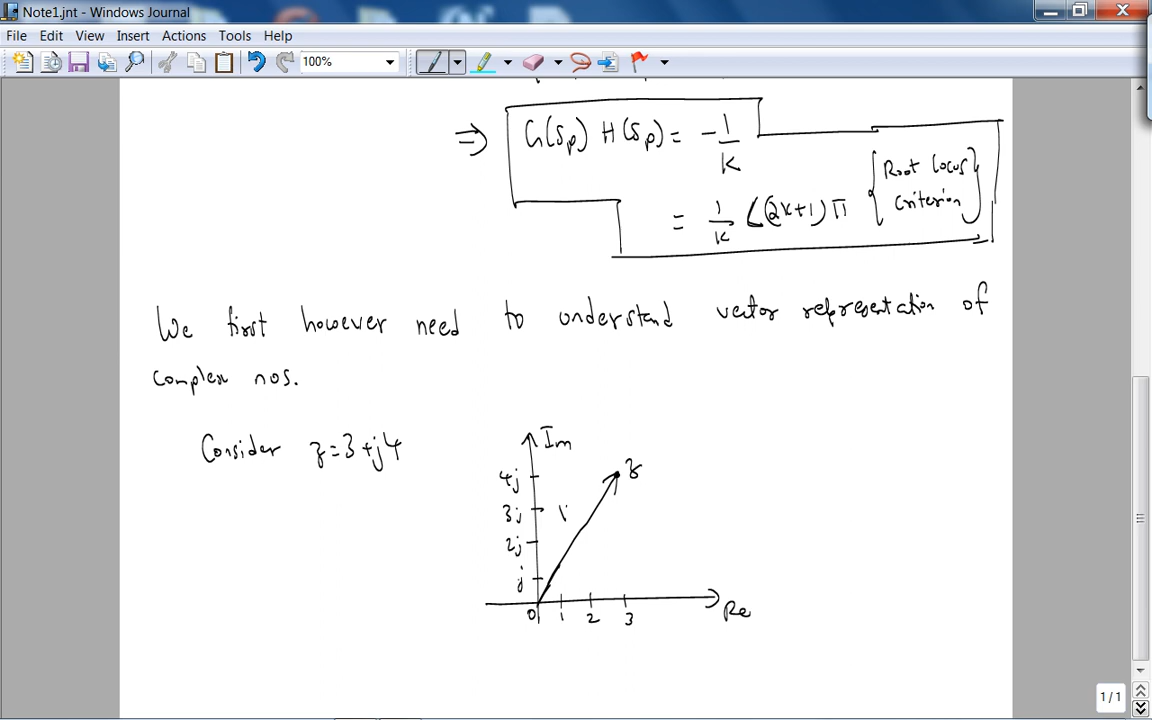 Note1.jnt - Windows Journal
File Edit View Insert Actions Tools Help
100%
⇒ G(Sp) H(Sp) = -1/K
= 1/K ∠(2K+1)π {Root locus criterion}
We first however need to understand vector representation of
complex nos.
Consider z=3+j4
Im
4j
3j
2j
j
z
0 1 2 3
Re
1/1